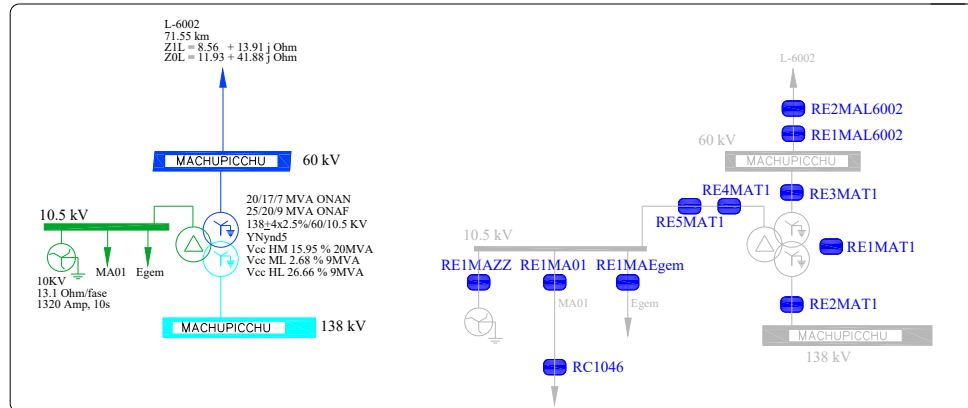 L-6002
71.55 km
Z1L = 8.56 + 13.91 j Ohm
Z0L = 11.93 + 41.88 j Ohm
MACHUPICCHU
60 kV
20/17/7 MVA ONAN
25/20/9 MVA ONAF
138±4x2.5%/60/10.5 KV
YNynd5
Vcc HM 15.95 % 20MVA
Vcc ML 2.68 % 9MVA
Vcc HL 26.66 % 9MVA
10.5 kV
MA01
Egem
10KV
13.1 Ohm/fase
1320 Amp, 10s
MACHUPICCHU
138 kV
L-6002
RE2MAL6002
RE1MAL6002
60 kV
MACHUPICCHU
RE4MAT1
RE3MAT1
RE5MAT1
RE1MAT1
10.5 kV
RE1MAZZ
RE1MA01
RE1MAEgem
MA01
Egem
RE2MAT1
MACHUPICCHU
138 kV
RC1046